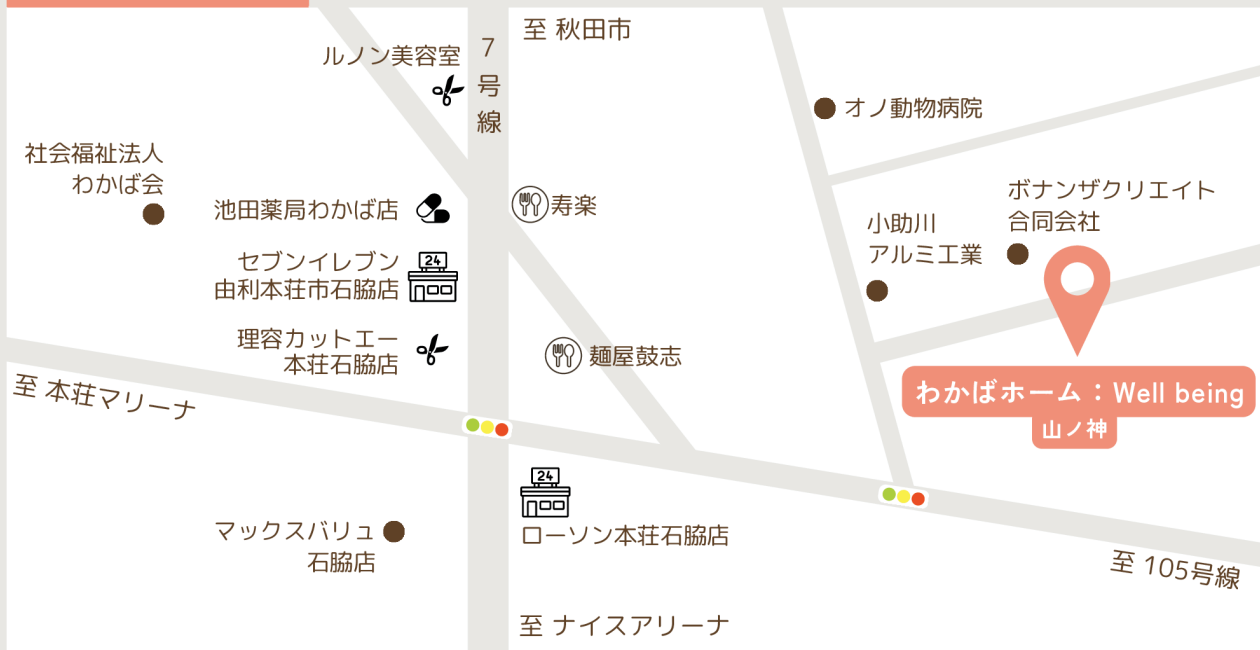 至 秋田市
7
号
線
ルノン美容室
オノ動物病院
社会福祉法人
わかば会
池田薬局わかば店
寿楽
ボナンザクリエイト
合同会社
小助川
アルミ工業
24
セブンイレブン
由利本荘市石脇店
理容カットエー
本荘石脇店
麺屋鼓志
至 本荘マリーナ
わかばホーム：Well being
山ノ神
24
ローソン本荘石脇店
マックスバリュ
石脇店
至 105号線
至 ナイスアリーナ